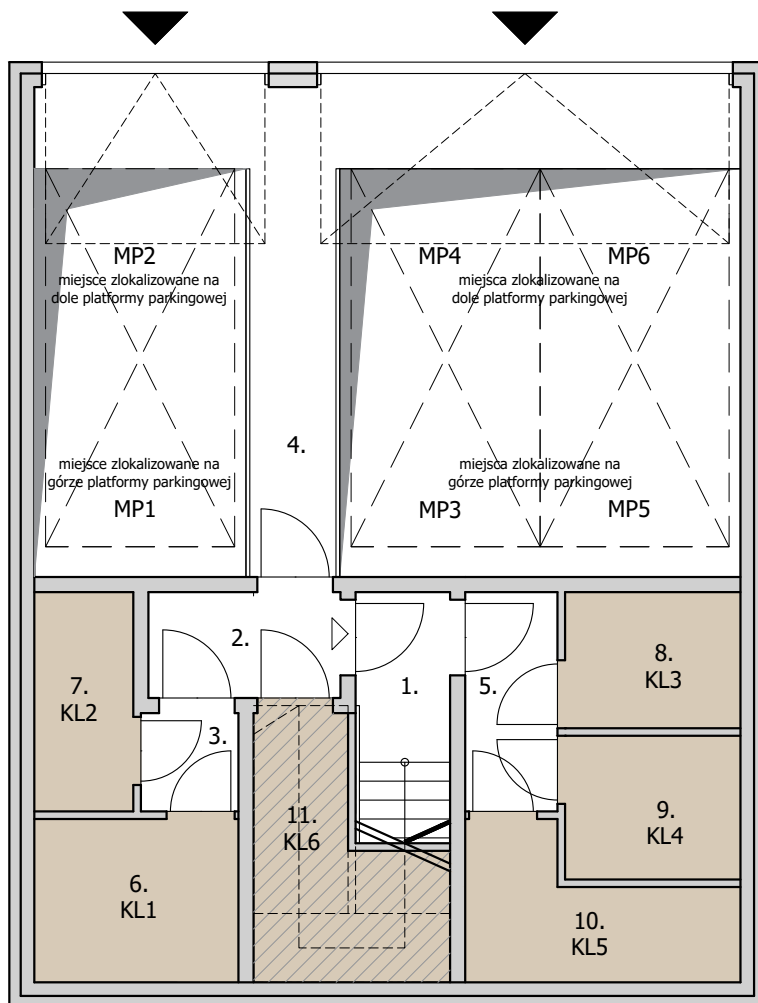 MP2
miejsce zlokalizowane na
dole platformy parkingowej
MP4
MP6
miejsca zlokalizowane na
dole platformy parkingowej
4.
miejsce zlokalizowane na
górze platformy parkingowej
MP1
miejsca zlokalizowane na
górze platformy parkingowej
MP3
MP5
2.
7.
KL2
3.
1.
5.
8.
KL3
11.
KL6
9.
KL4
6.
KL1
10.
KL5